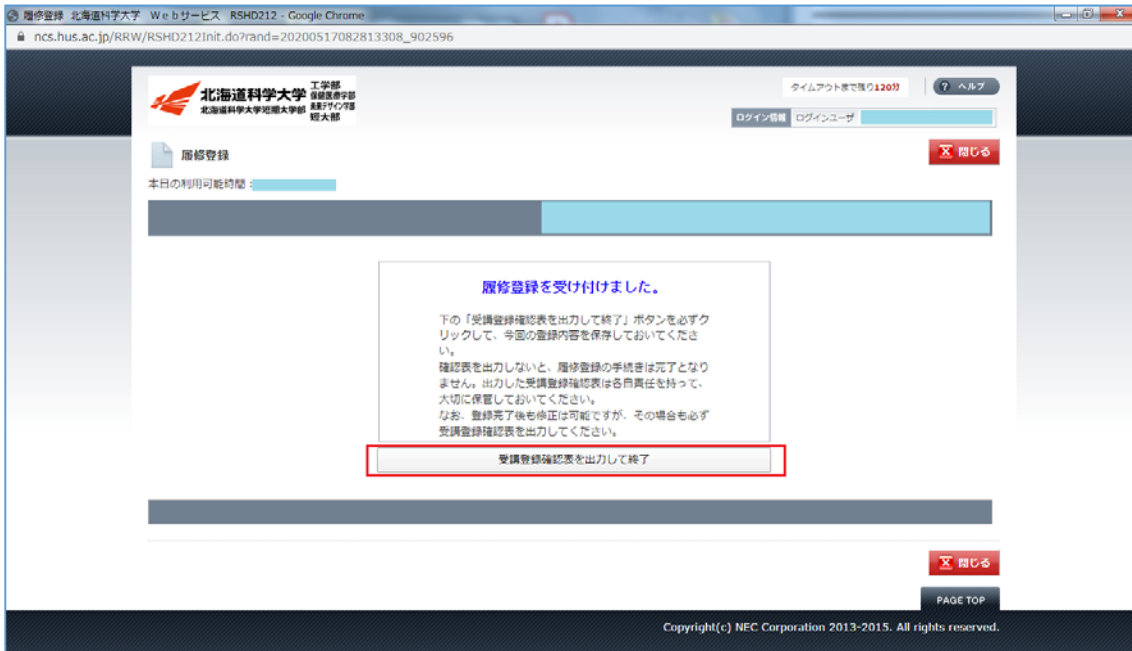 履修登録 北海道科学大学 Webサービス RSHD212 - Google Chrome
ncs.hus.ac.jp/RRW/RSHD212Init.do?rand=20200517082813308_902596
北海道科学大学
北海道科学大学短期大学部
工学部
保健医療学部
未来デザイン学部
短大部
タイムアウトまで残り120分
ヘルプ
ログイン情報 ログインユーザ
履修登録
閉じる
本日の利用可能時間:
履修登録を受け付けました。
下の「受講登録確認表を出力して終了」ボタンを必ずク
リックして、今回の登録内容を保存しておいてくださ
い。
確認表を出力しないと、履修登録の手続きは完了となり
ません。出力した受講登録確認表は各自責任を持って、
大切に保管しておいてください。
なお、登録完了後も修正は可能ですが、その場合も必ず
受講登録確認表を出力してください。
受講登録確認表を出力して終了
閉じる
PAGE TOP
Copyright(c) NEC Corporation 2013-2015. All rights reserved.